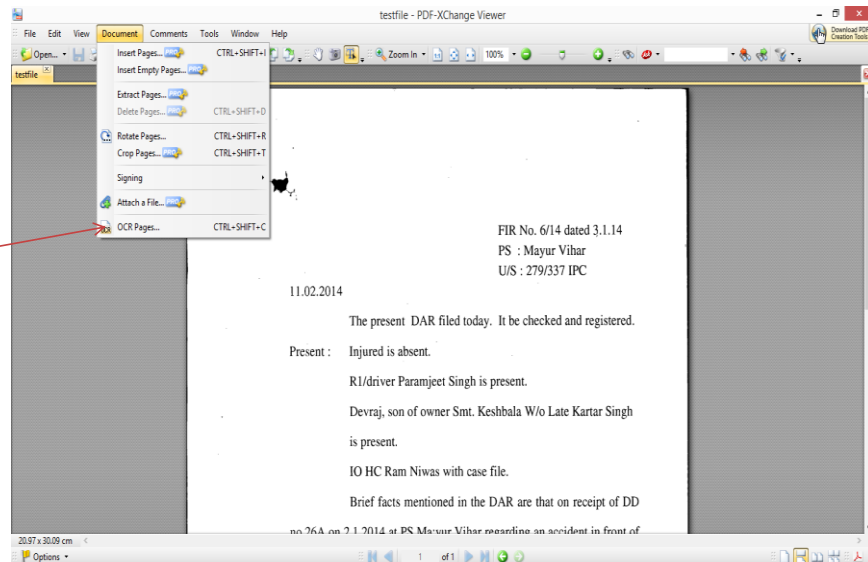 testfile - PDF-XChange Viewer
File Edit View Document Comments Tools Window Help
Download PDF Creation Tools
Open... Zoom In 100%
testfile
Insert Pages... PRO CTRL+SHIFT+I
Insert Empty Pages... PRO
Extract Pages... PRO
Delete Pages... PRO CTRL+SHIFT+D
Rotate Pages... CTRL+SHIFT+R
Crop Pages... PRO CTRL+SHIFT+T
Signing
Attach a File... PRO
OCR Pages... CTRL+SHIFT+C
FIR No. 6/14 dated 3.1.14
PS : Mayur Vihar
U/S : 279/337 IPC
11.02.2014
The present DAR filed today. It be checked and registered.
Present : Injured is absent.
R1/driver Paramjeet Singh is present.
Devraj, son of owner Smt. Keshbala W/o Late Kartar Singh
is present.
IO HC Ram Niwas with case file.
Brief facts mentioned in the DAR are that on receipt of DD
no.26A on 2.1.2014 at PS Mayur Vihar regarding an accident in front of
20.97 x 30.09 cm
Options 1 of 1